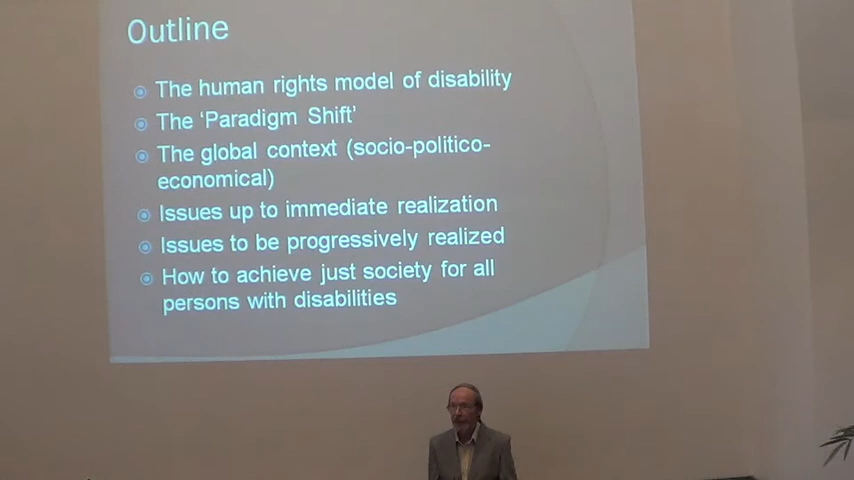 Outline
The human rights model of disability
The ‘Paradigm Shift’
The global context (socio-politico-
economical)
Issues up to immediate realization
Issues to be progressively realized
How to achieve just society for all
persons with disabilities